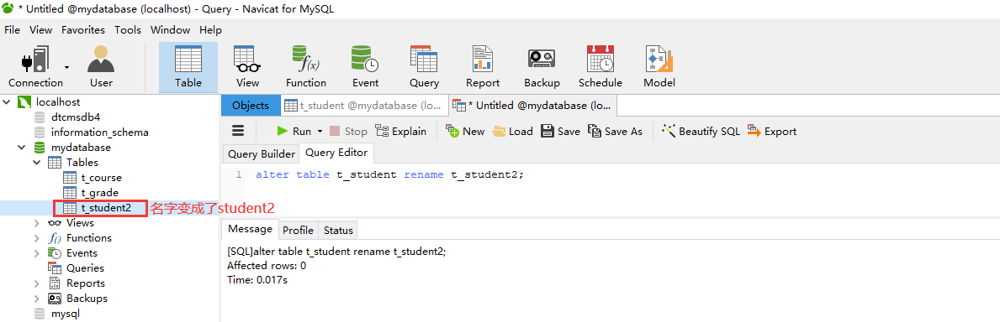 * Untitled @mydatabase (localhost) - Query - Navicat for MySQL
File View Favorites Tools Window Help
Connection User Table View Function Event Query Report Backup Schedule Model
f(x)
localhost
dtcmsdb4
information_schema
mydatabase
Tables
t_course
t_grade
t_student2 名字变成了student2
Views
f() Functions
Events
Queries
Reports
Backups
mysql
Objects t_student @mydatabase (lo... * Untitled @mydatabase (lo...
Run Stop Explain New Load Save Save As Beautify SQL Export
Query Builder Query Editor
1 alter table t_student rename t_student2;
Message Profile Status
[SQL]alter table t_student rename t_student2;
Affected rows: 0
Time: 0.017s